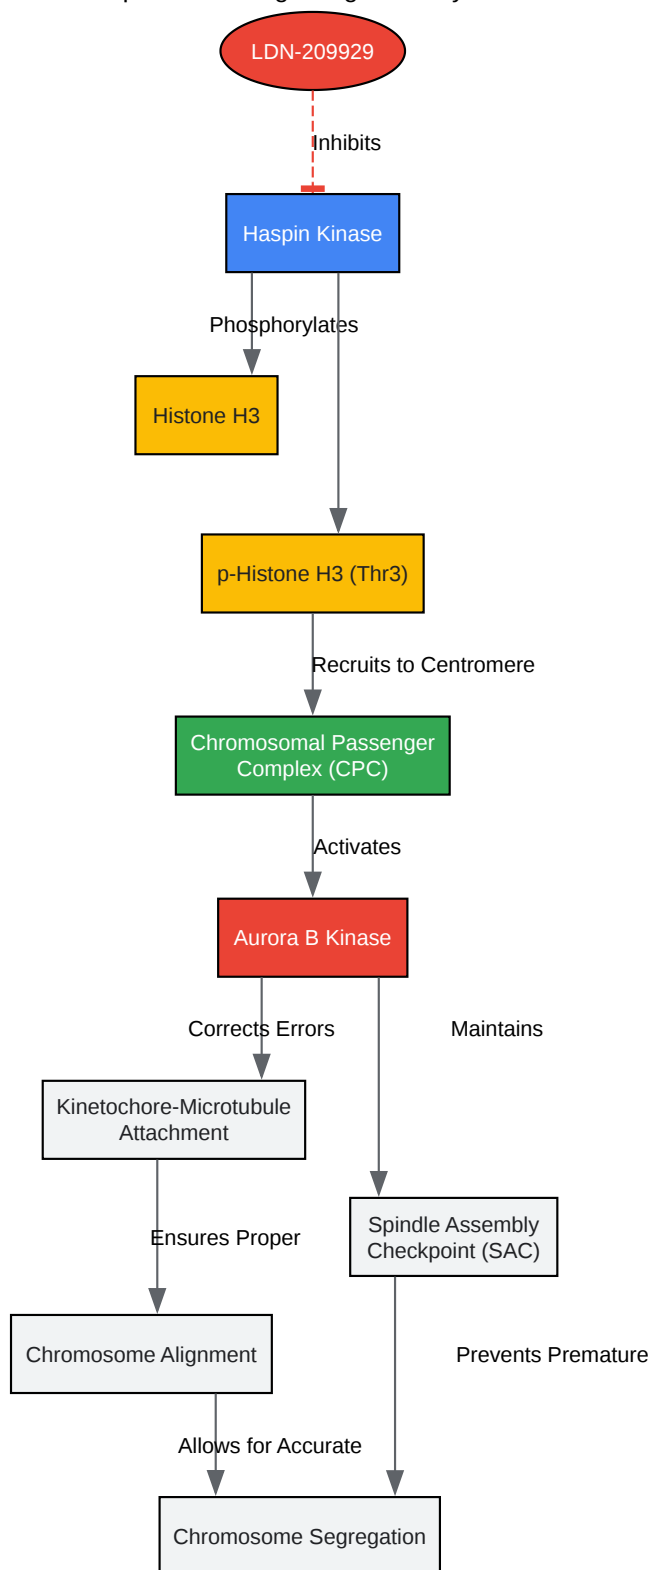 LDN-209929
Inhibits
Haspin Kinase
Phosphorylates
Histone H3
p-Histone H3 (Thr3)
Recruits to Centromere
Chromosomal Passenger
Complex (CPC)
Activates
Aurora B Kinase
Corrects Errors
Maintains
Kinetochore-Microtubule
Attachment
Spindle Assembly
Checkpoint (SAC)
Ensures Proper
Chromosome Alignment
Prevents Premature
Allows for Accurate
Chromosome Segregation